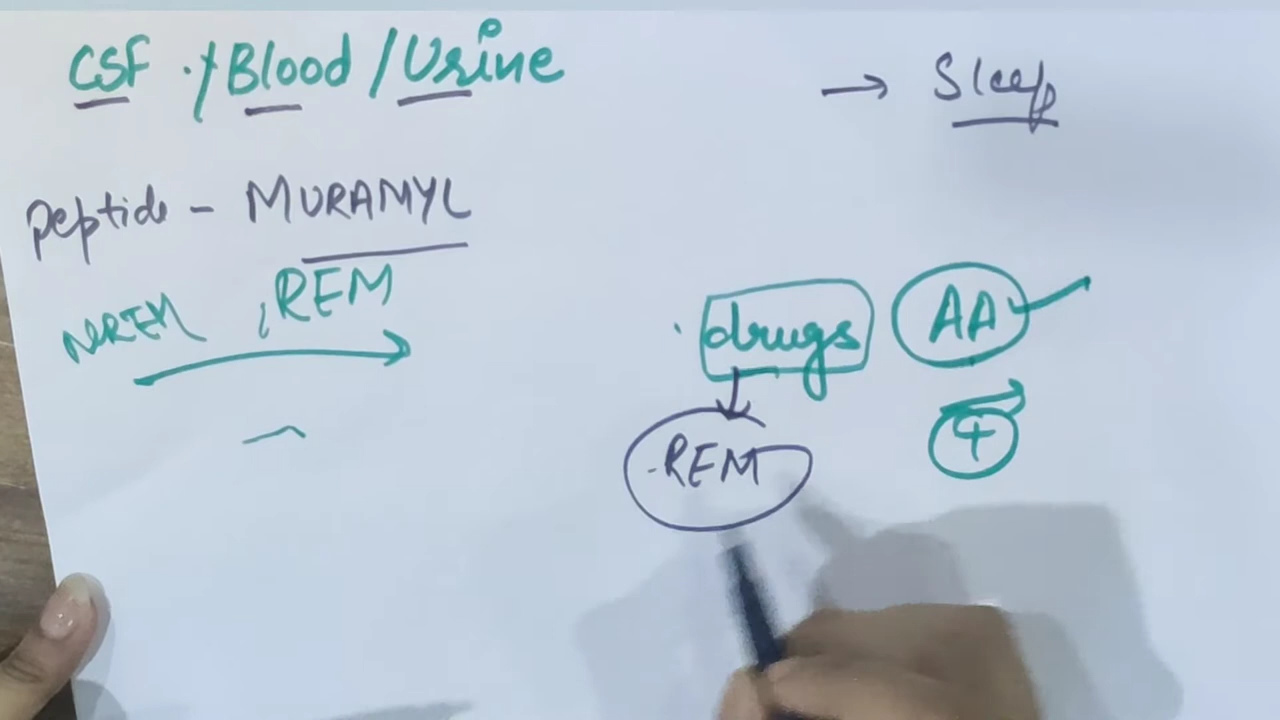 CSF ./Blood/Urine
→ Sleep
Peptide - MURAMYL
NREM , REM
drugs AA
REM
+